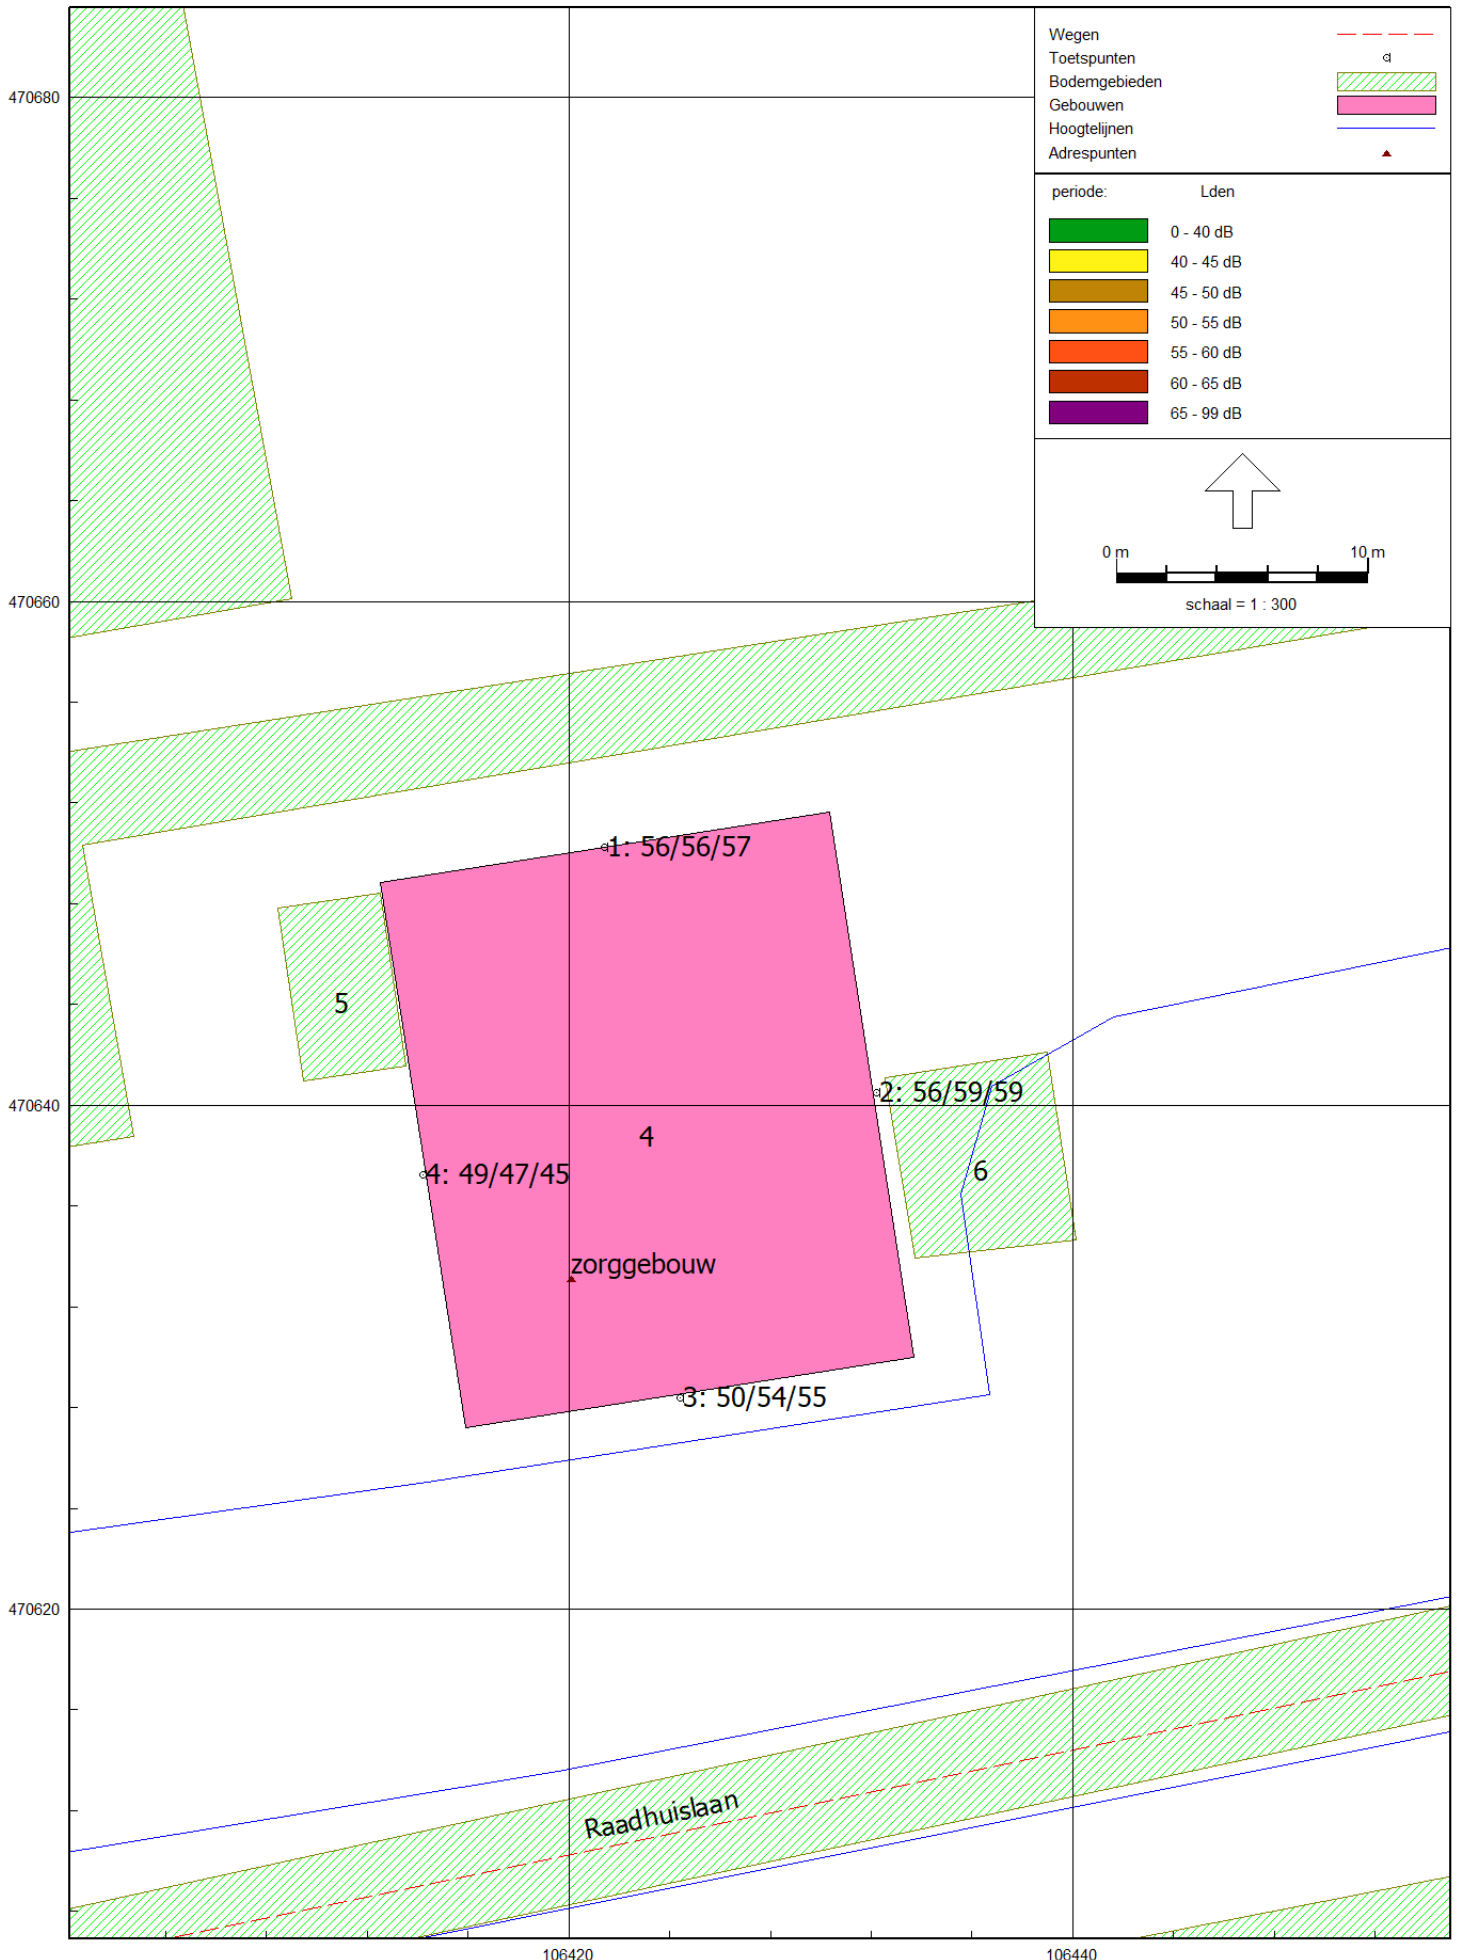 Wegen
Toetspunten
Bodemgebieden
Gebouwen
Hoogtelijnen
Adrespunten
periode: Lden
0 - 40 dB
40 - 45 dB
45 - 50 dB
50 - 55 dB
55 - 60 dB
60 - 65 dB
65 - 99 dB
0 m 10 m
schaal = 1 : 300
470680
470660
1: 56/56/57
5
2: 56/59/59
470640
4
6
4: 49/47/45
zorggebouw
3: 50/54/55
470620
Raadhuislaan
106420 106440